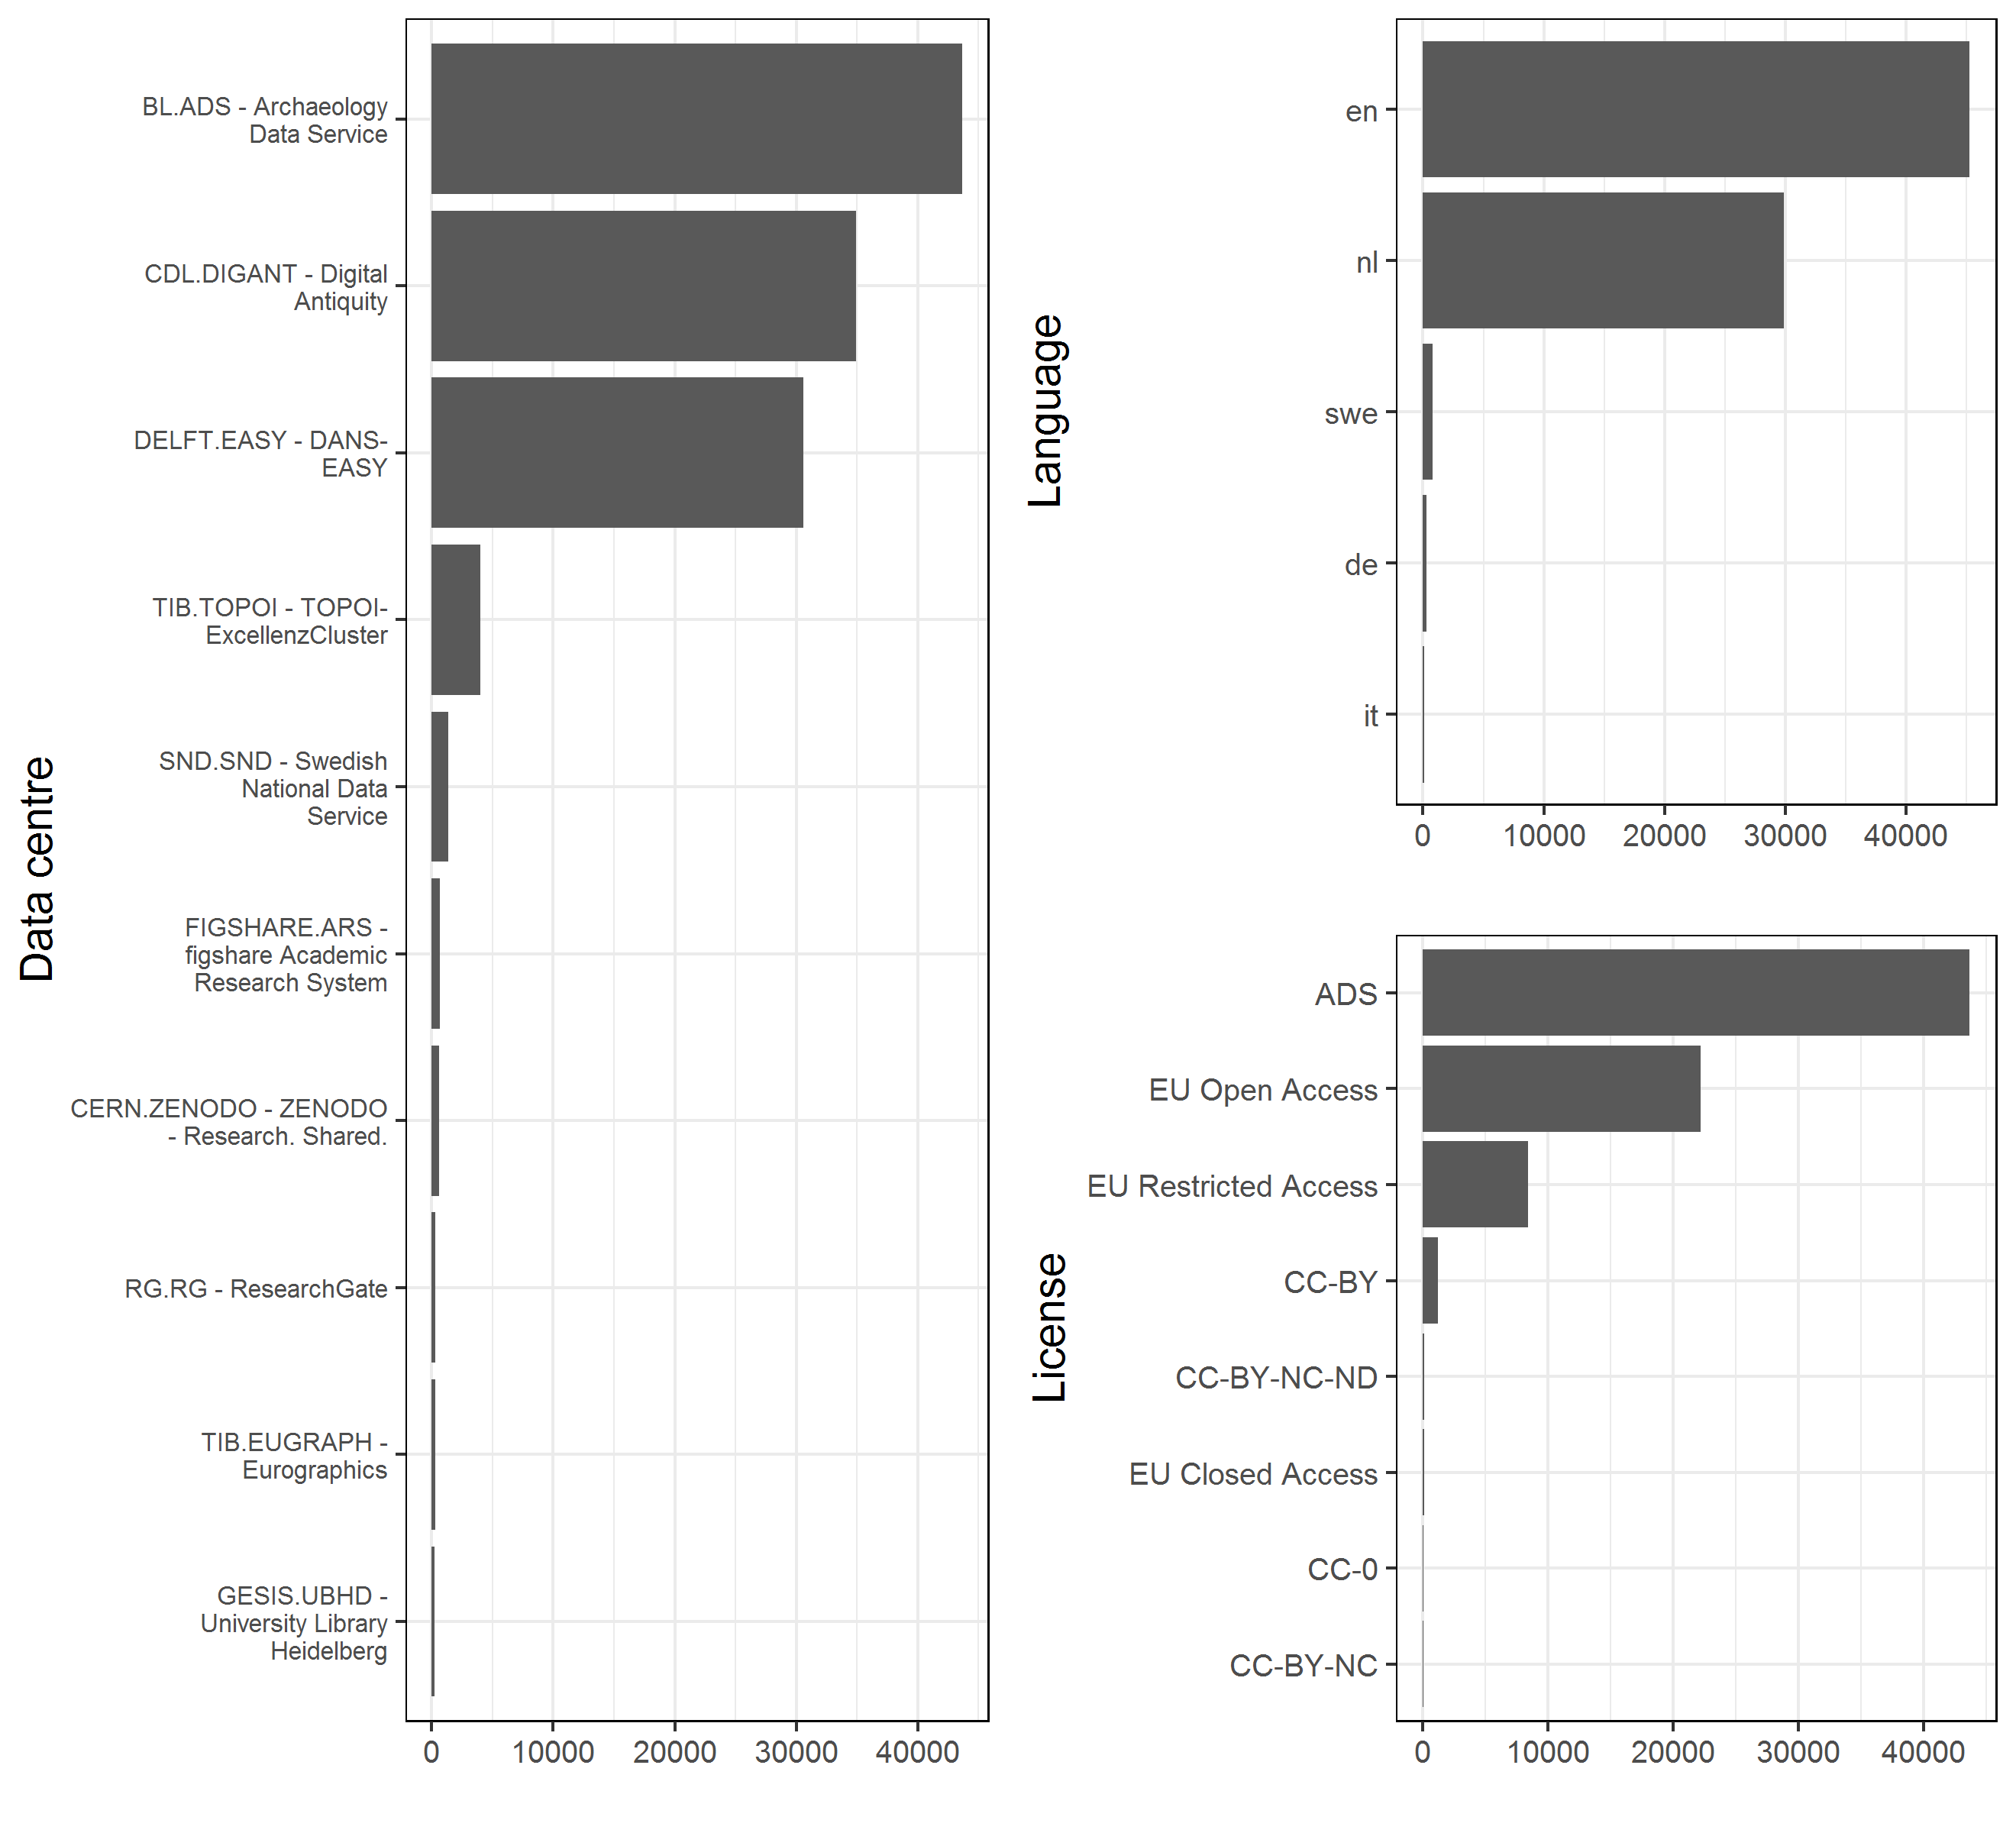 Data centre
BL.ADS - Archaeology
Data Service
CDL.DIGANT - Digital
Antiquity
DELFT.EASY - DANS-
EASY
TIB.TOPOI - TOPOI-
ExcellenzCluster
SND.SND - Swedish
National Data
Service
FIGSHARE.ARS -
figshare Academic
Research System
CERN.ZENODO - ZENODO
- Research. Shared.
RG.RG - ResearchGate
TIB.EUGRAPH -
Eurographics
GESIS.UBHD -
University Library
Heidelberg
0 10000 20000 30000 40000
Language
en
nl
swe
de
it
0 10000 20000 30000 40000
License
ADS
EU Open Access
EU Restricted Access
CC-BY
CC-BY-NC-ND
EU Closed Access
CC-0
CC-BY-NC
0 10000 20000 30000 40000